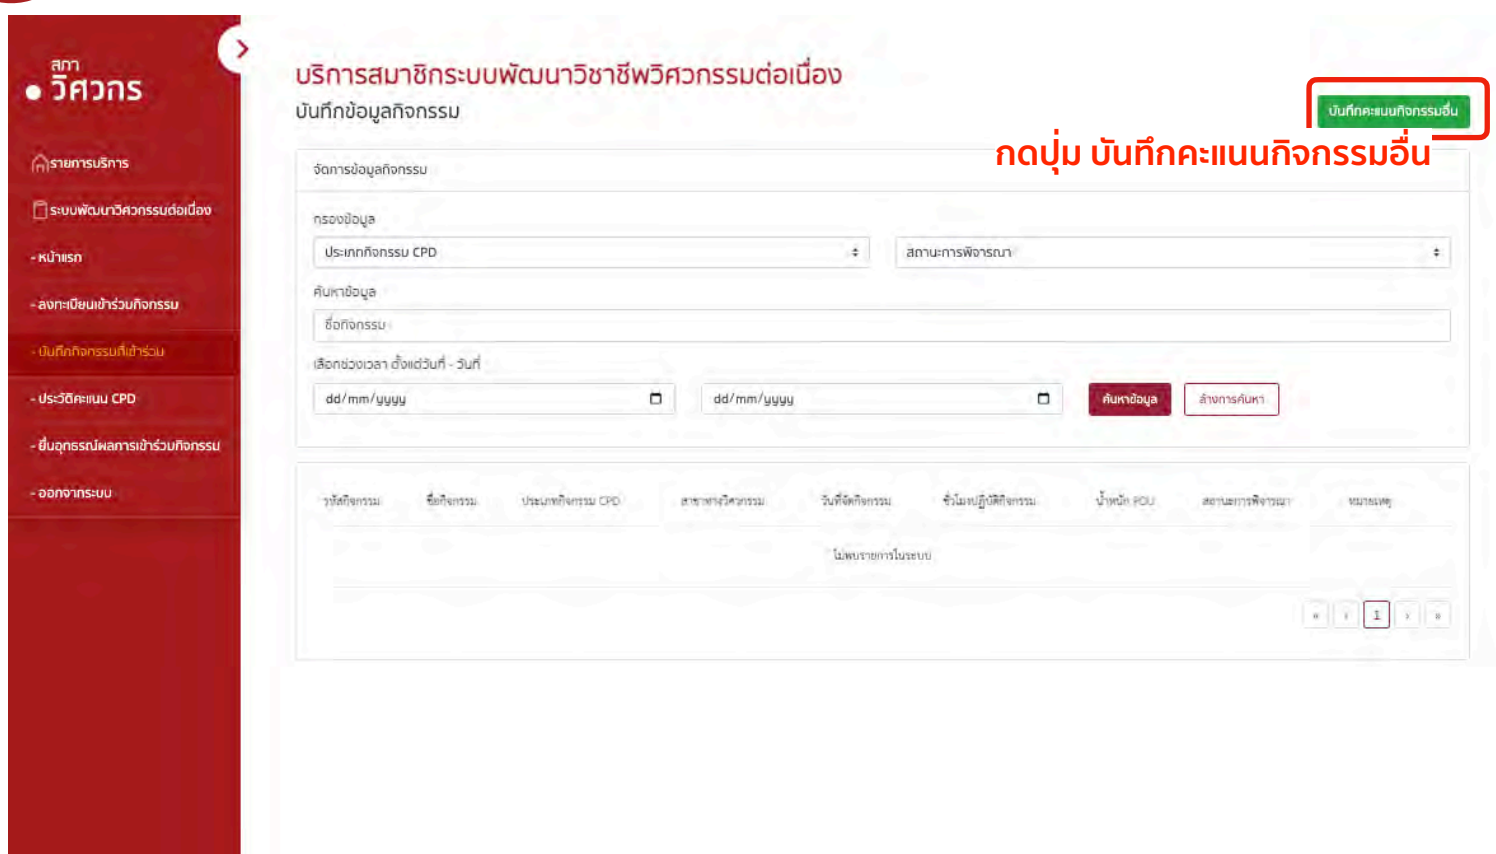 สภา
วิศวกร
รายการบริการ
ระบบพัฒนาวิศวกรรมต่อเนื่อง
- หน้าแรก
- ลงทะเบียนเข้าร่วมกิจกรรม
- บันทึกกิจกรรมที่เข้าร่วม
- ประวัติคะแนน CPD
- ยื่นอุทธรณ์ผลการเข้าร่วมกิจกรรม
- ออกจากระบบ
บริการสมาชิกระบบพัฒนาวิชาชีพวิศวกรรมต่อเนื่อง
บันทึกข้อมูลกิจกรรม
บันทึกคะแนนกิจกรรมอื่น
กดปุ่ม บันทึกคะแนนกิจกรรมอื่น
จัดการข้อมูลกิจกรรม
กรองข้อมูล
ประเภทกิจกรรม CPD สถานะการพิจารณา
ค้นหาข้อมูล
ชื่อกิจกรรม
เลือกช่วงเวลา ตั้งแต่วันที่ - วันที่
dd/mm/yyyy dd/mm/yyyy ค้นหาข้อมูล ล้างการค้นหา
รหัสกิจกรรม ชื่อกิจกรรม ประเภทกิจกรรม CPD สาขาทางวิศวกรรม วันที่จัดกิจกรรม ชั่วโมงปฏิบัติกิจกรรม น้ำหนัก PDU สถานะการพิจารณา หมายเหตุ
ไม่พบรายการในระบบ
« ‹ 1 › »